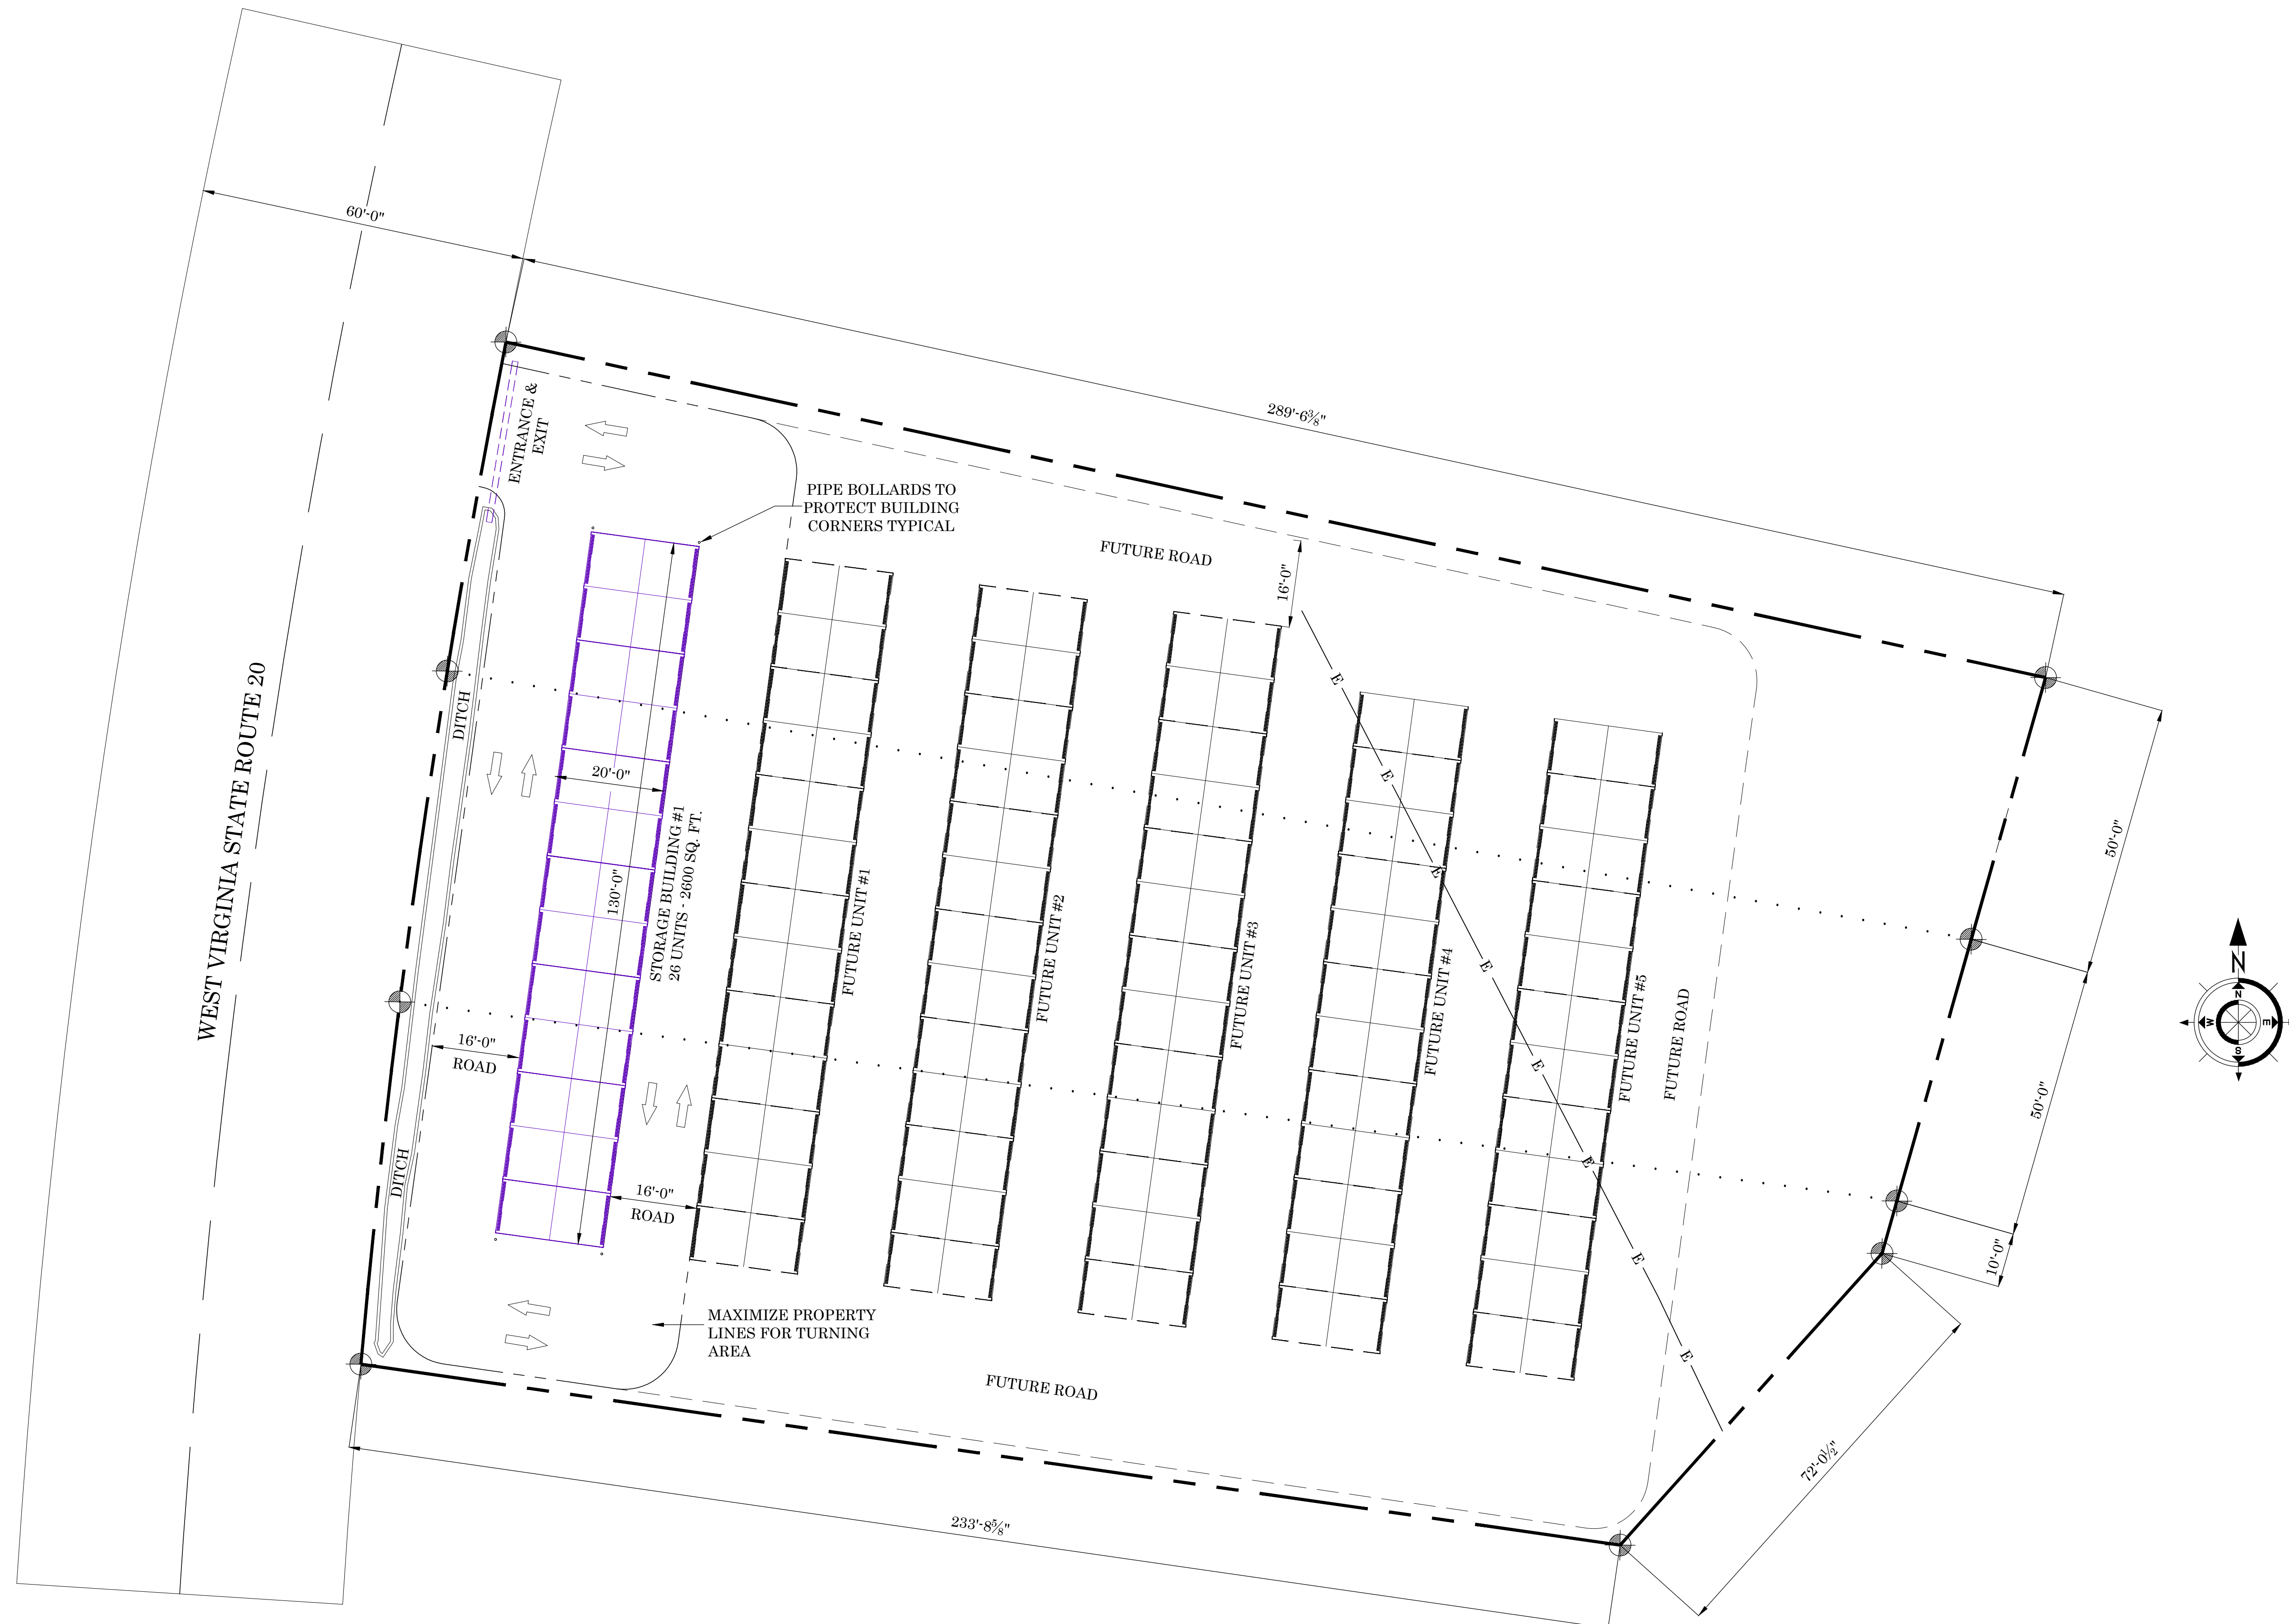 60'-0"
289'-6⅜"
ENTRANCE &
EXIT
PIPE BOLLARDS TO
PROTECT BUILDING
CORNERS TYPICAL
FUTURE ROAD
16'-0"
WEST VIRGINIA STATE ROUTE 20
DITCH
20'-0"
130'-0"
STORAGE BUILDING #1
26 UNITS - 2600 SQ. FT.
FUTURE UNIT #1
FUTURE UNIT #2
FUTURE UNIT #3
FUTURE UNIT #4
FUTURE UNIT #5
FUTURE ROAD
E
E
E
E
E
E
E
E
50'-0"
50'-0"
10'-0"
72'-0½"
N
N
W
E
S
16'-0"
ROAD
DITCH
16'-0"
ROAD
MAXIMIZE PROPERTY
LINES FOR TURNING
AREA
FUTURE ROAD
233'-8⅝"